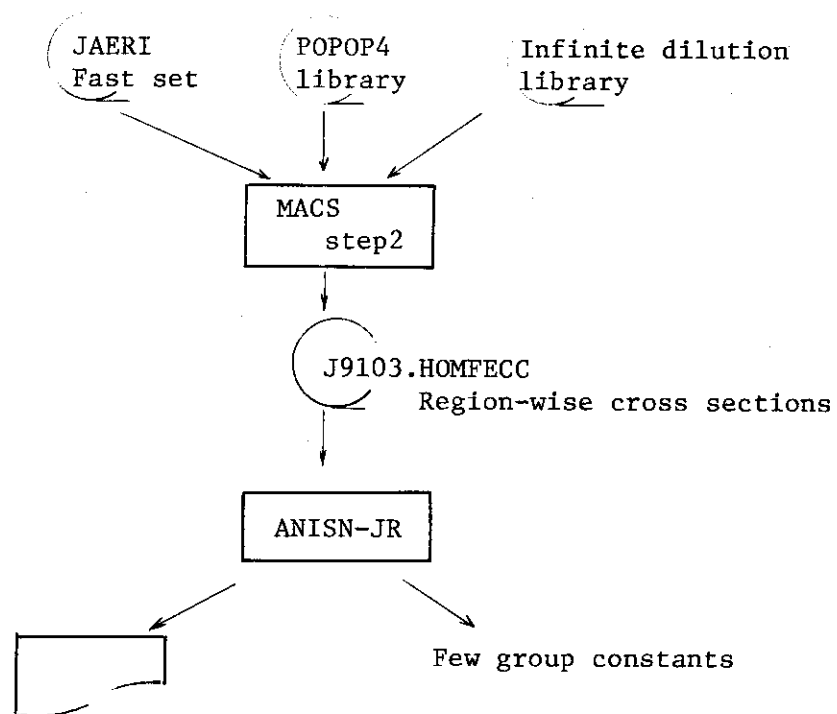 JAERI
Fast set
POPOP4
library
Infinite dilution
library
MACS
step2
J9103.HOMFECC
Region-wise cross sections
ANISN-JR
Few group constants